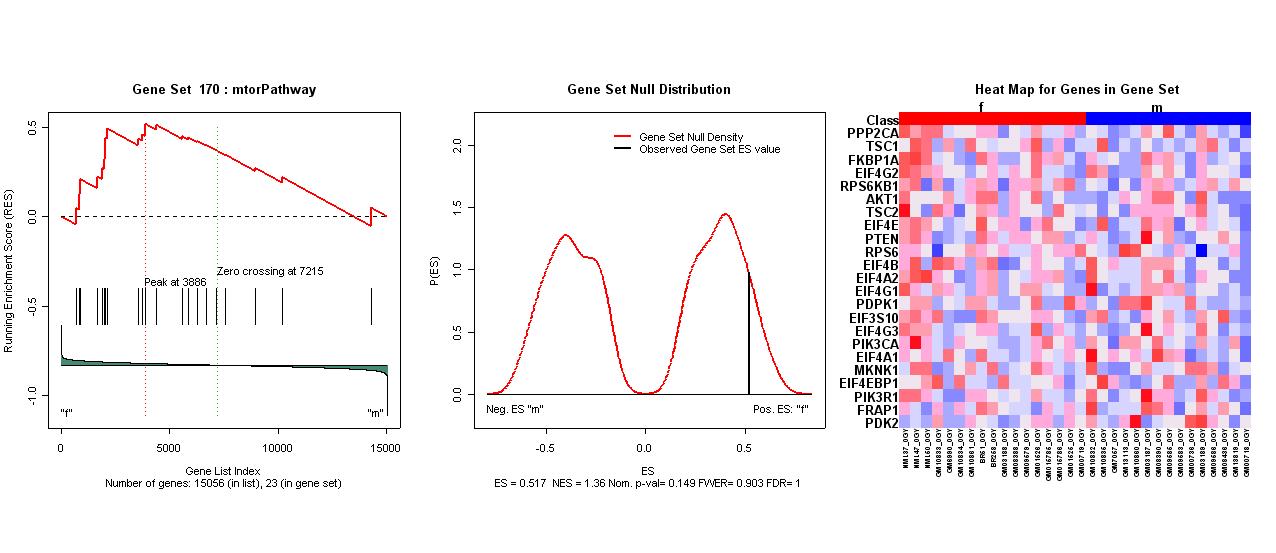 Gene Set 170 : mtorPathway
Running Enrichment Score (RES)
0.5
0.0
-0.5
-1.0
Peak at 3886
Zero crossing at 7215
"f"
"m"
0
5000
10000
15000
Gene List Index
Number of genes: 15056 (in list), 23 (in gene set)
Gene Set Null Distribution
Gene Set Null Density
Observed Gene Set ES value
P(ES)
2.0
1.5
1.0
0.5
0.0
Neg. ES "m"
Pos. ES: "f"
-0.5
0.0
0.5
ES
ES = 0.517 NES = 1.36 Nom. p-val= 0.149 FWER= 0.903 FDR= 1
Heat Map for Genes in Gene Set
f
m
Class
PPP2CA
TSC1
FKBP1A
EIF4G2
RPS6KB1
AKT1
TSC2
EIF4E
PTEN
RPS6
EIF4B
EIF4A2
EIF4G1
PDPK1
EIF3S10
EIF4G3
PIK3CA
EIF4A1
MKNK1
EIF4EBP1
PIK3R1
FRAP1
PDK2